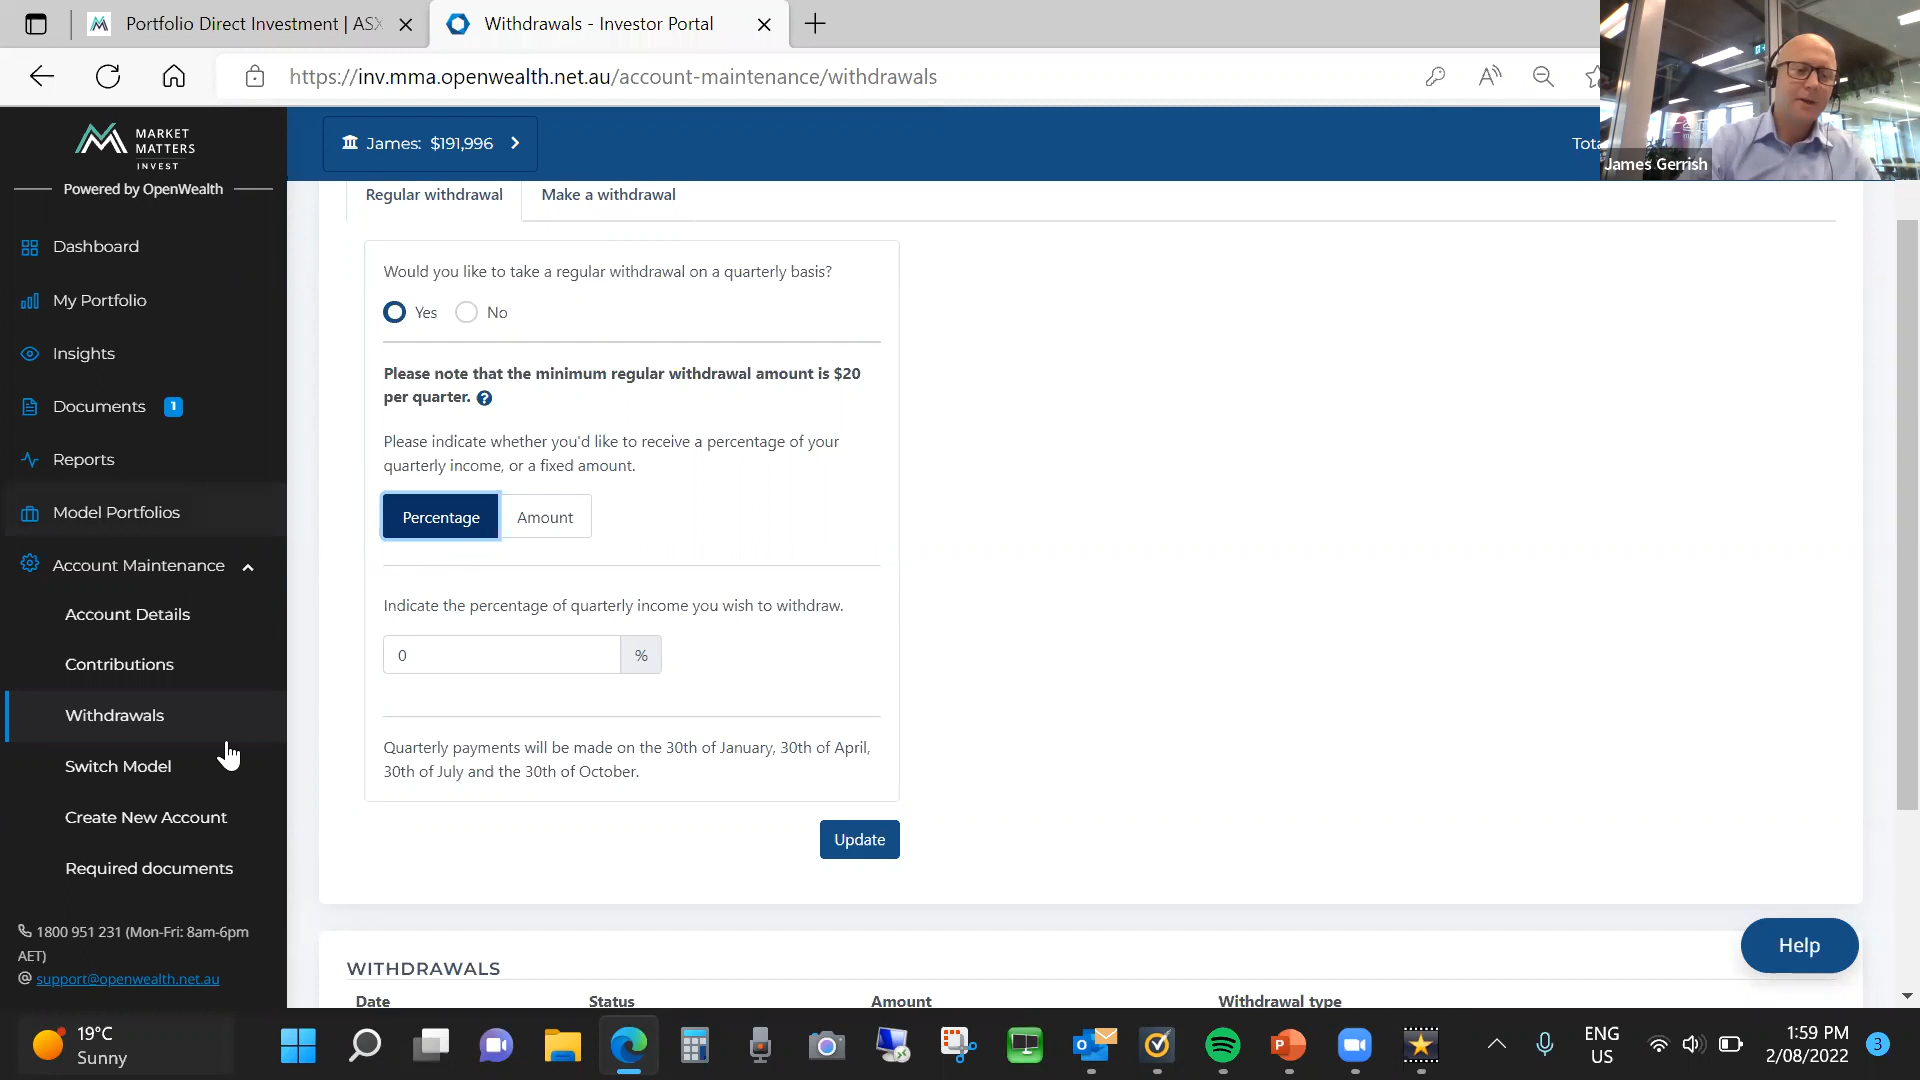 Portfolio Direct Investment | ASX
Withdrawals - Investor Portal
https://inv.mma.openwealth.net.au/account-maintenance/withdrawals
MARKET
MATTERS
INVEST
Powered by OpenWealth
James: $191,996
Tota
James Gerrish
Dashboard
My Portfolio
Insights
Documents 1
Reports
Model Portfolios
Account Maintenance
Account Details
Contributions
Withdrawals
Switch Model
Create New Account
Required documents
1800 951 231 (Mon-Fri: 8am-6pm
AET)
@ support@openwealth.net.au
Regular withdrawal
Make a withdrawal
Would you like to take a regular withdrawal on a quarterly basis?
Yes No
Please note that the minimum regular withdrawal amount is $20
per quarter. ?
Please indicate whether you'd like to receive a percentage of your
quarterly income, or a fixed amount.
Percentage Amount
Indicate the percentage of quarterly income you wish to withdraw.
0 %
Quarterly payments will be made on the 30th of January, 30th of April,
30th of July and the 30th of October.
Update
Help
WITHDRAWALS
Date Status Amount Withdrawal type
19°C
Sunny
ENG
US
1:59 PM
2/08/2022
3